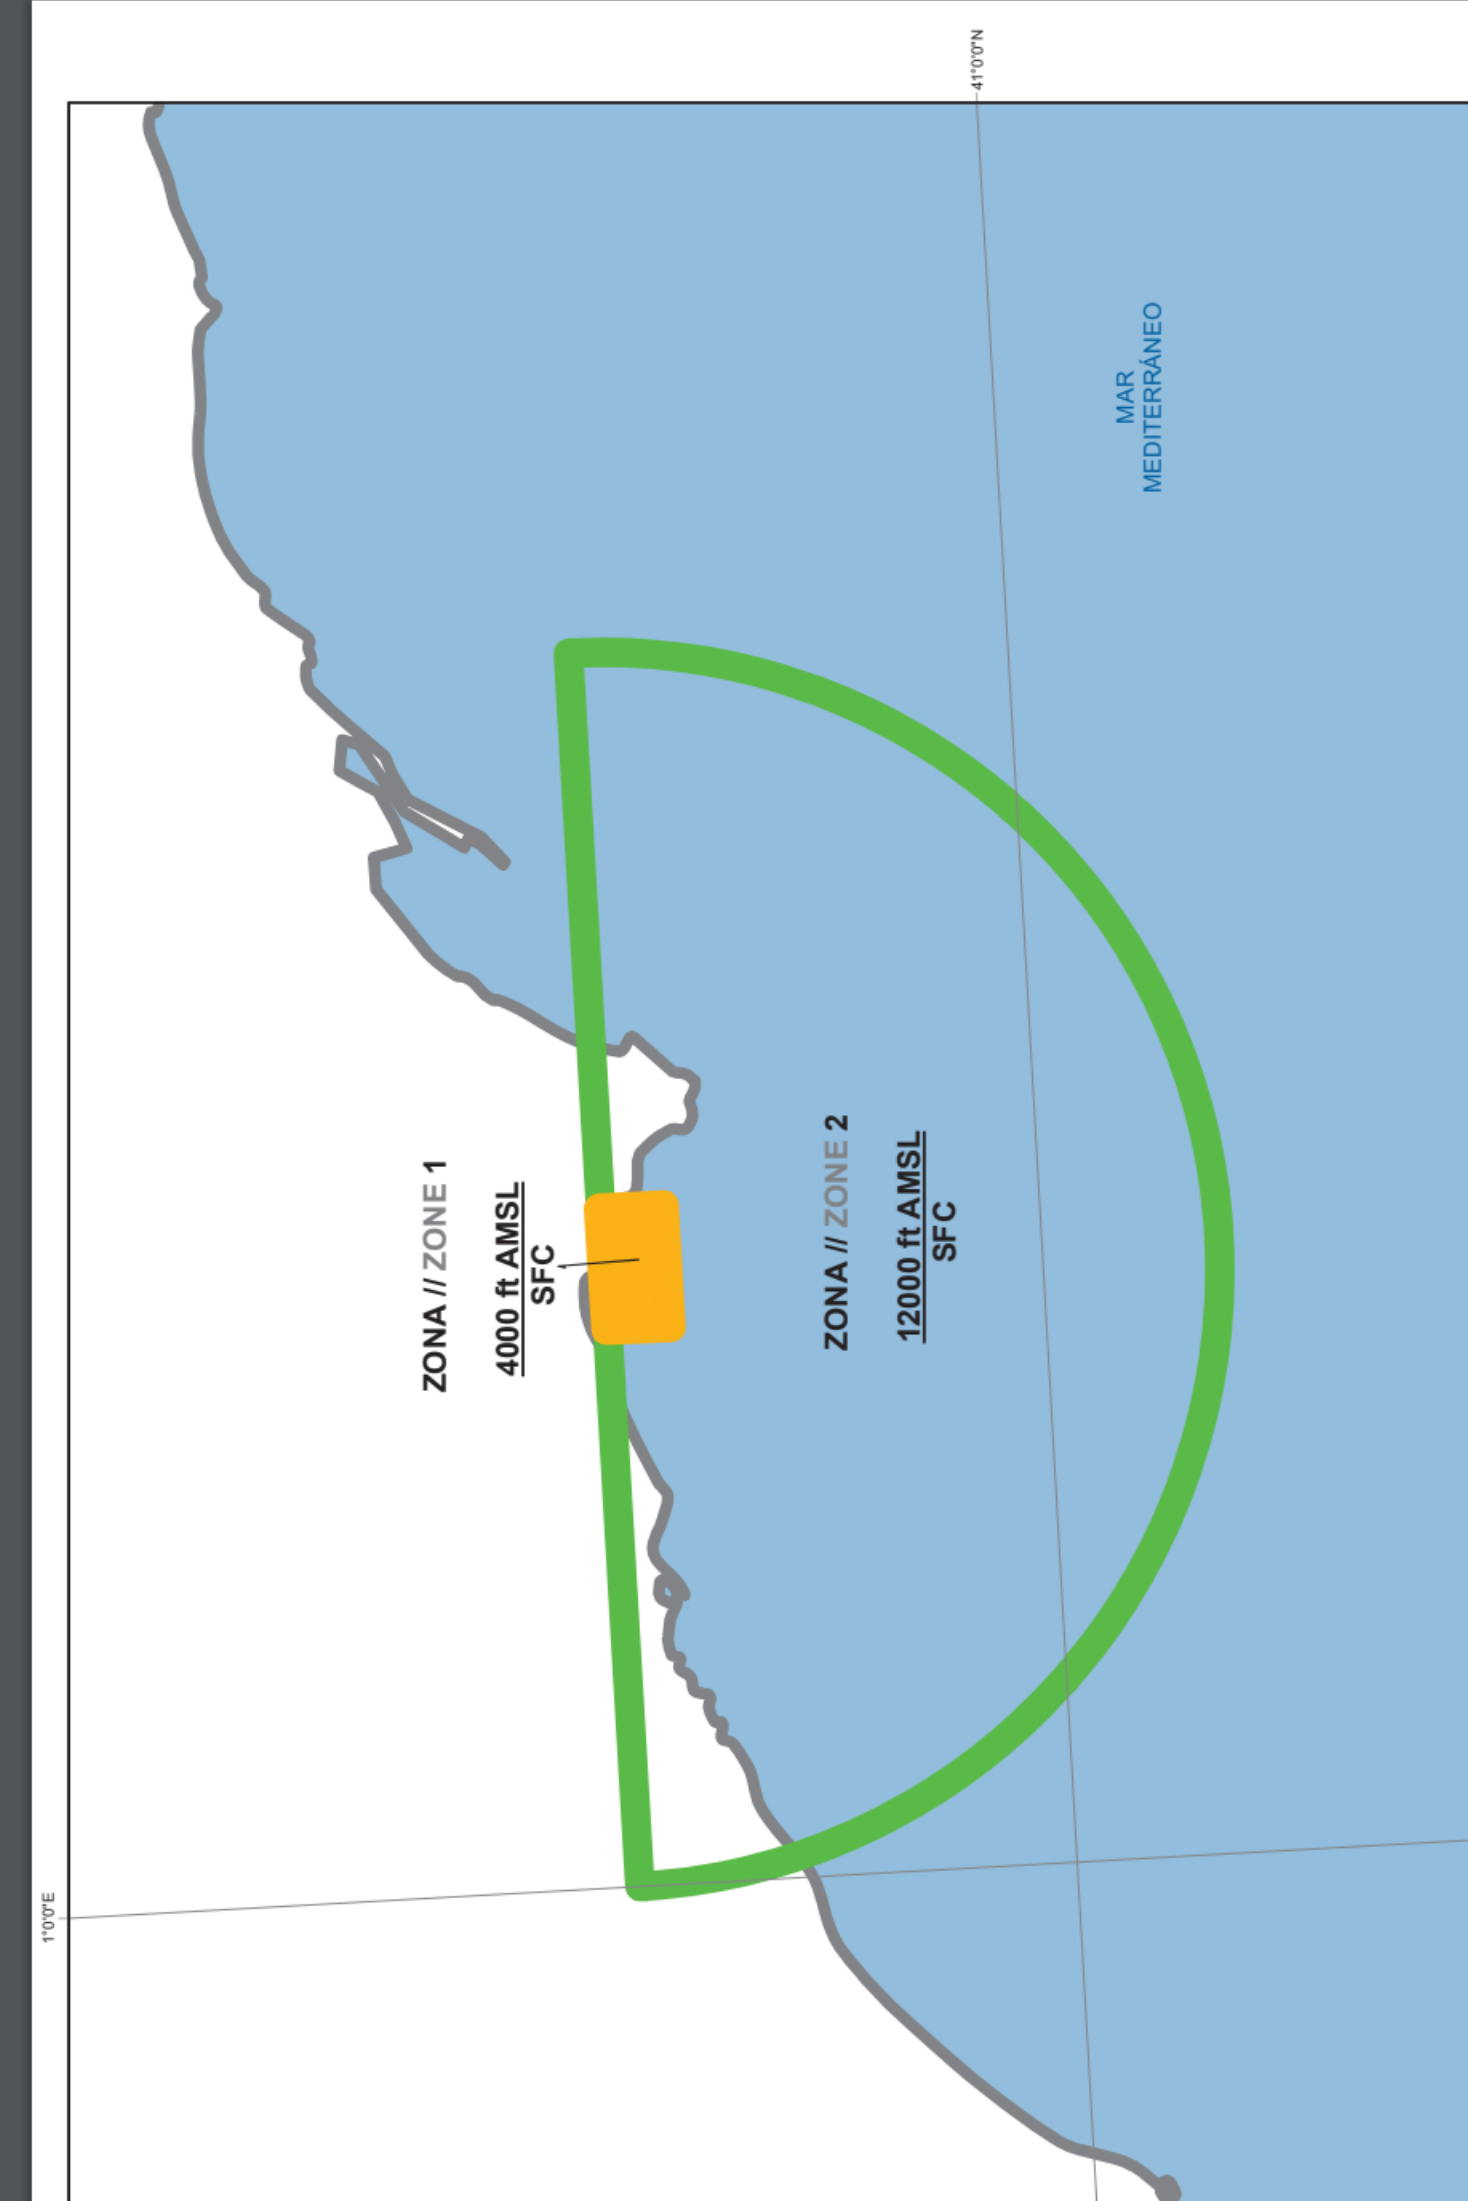 41°0'0"N
MAR
MEDITERRÁNEO
ZONA // ZONE 1
4000 ft AMSL
SFC
ZONA // ZONE 2
12000 ft AMSL
SFC
1°0'0"E